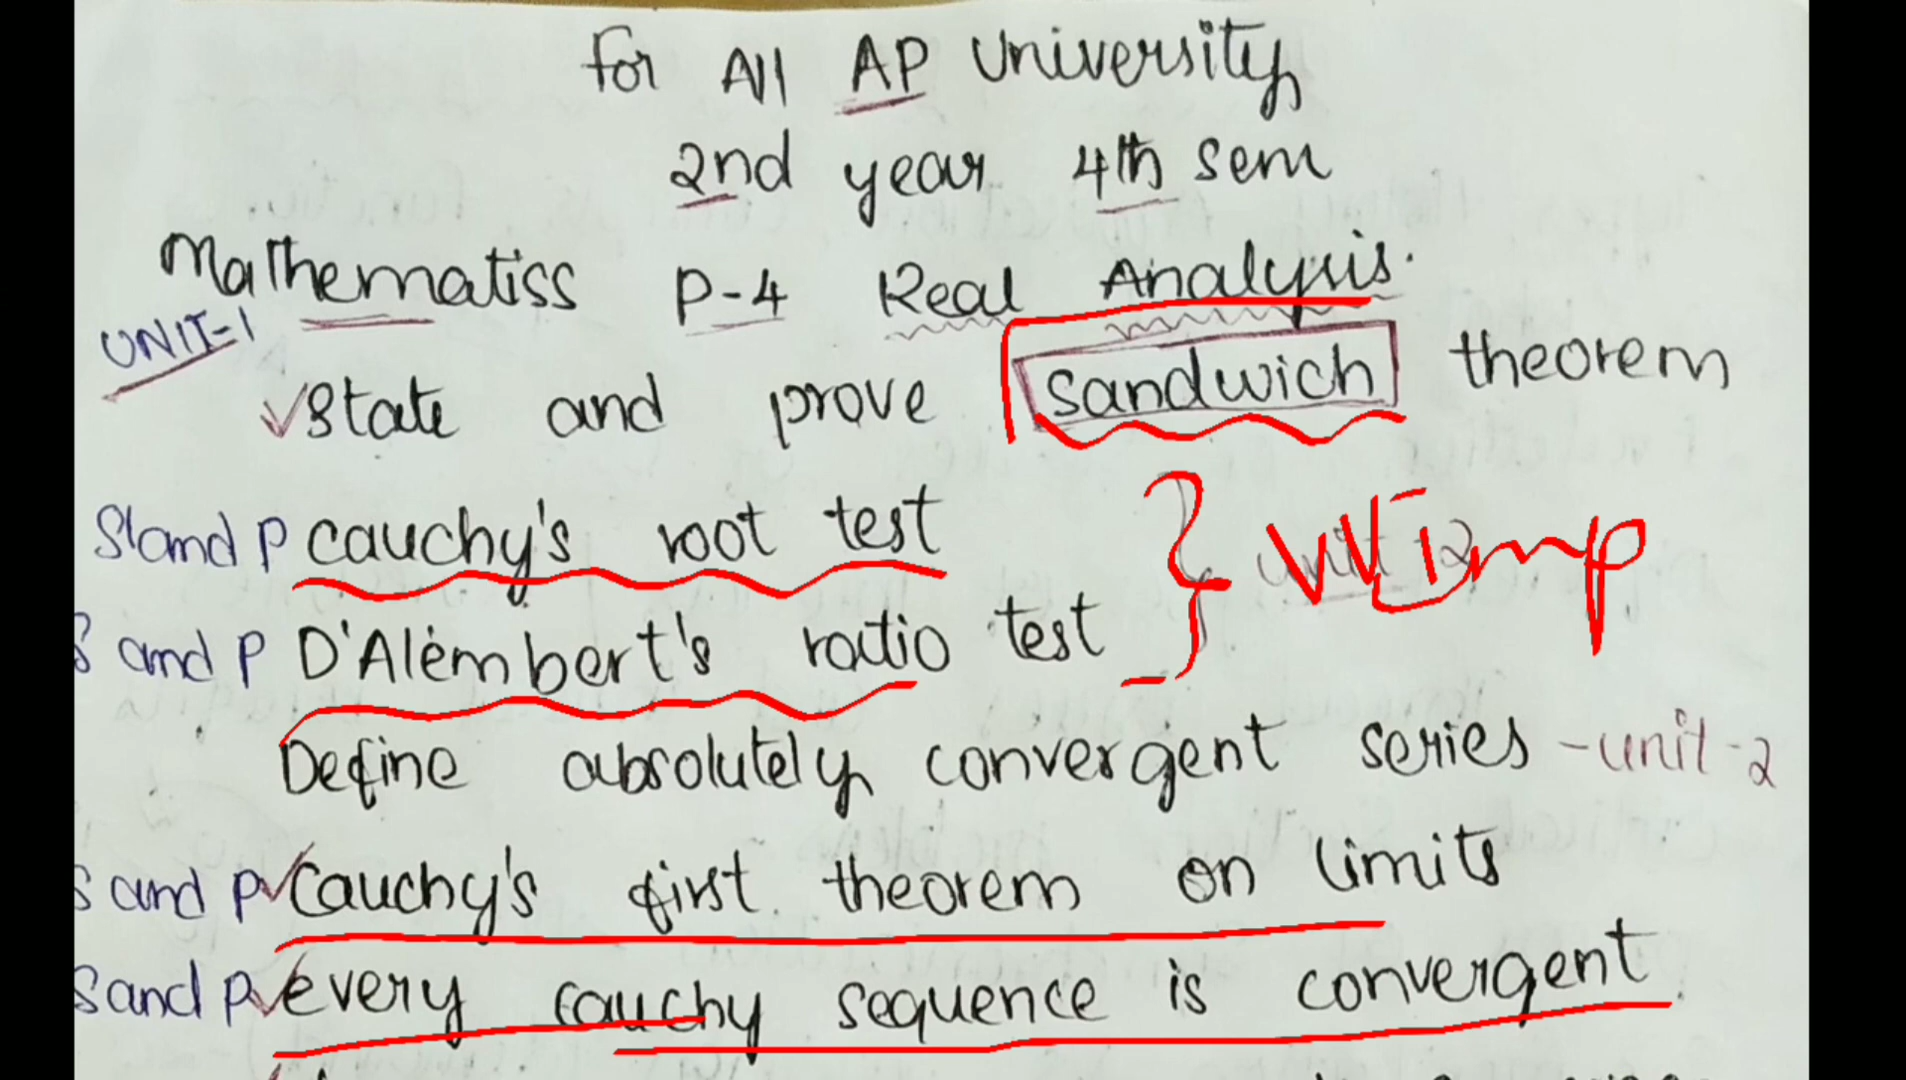 For All AP University
2nd year 4th sem
Mathematiss P-4 Real Analysis.
UNIT-1
state and prove sandwich theorem
S and P cauchy's root test
VVImp
S and P D'Alembert's ratio test
Define absolutely convergent series - unit-2
S and P Cauchy's first theorem on limits
S and P every cauchy sequence is convergent